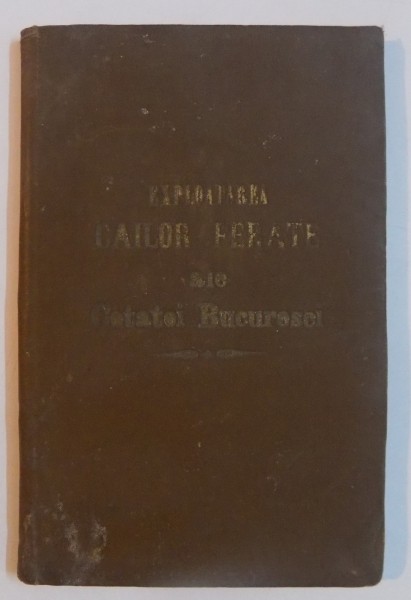 EXPLOATAREA
CAILOR FERATE
ale
Cetatei Bucuresci